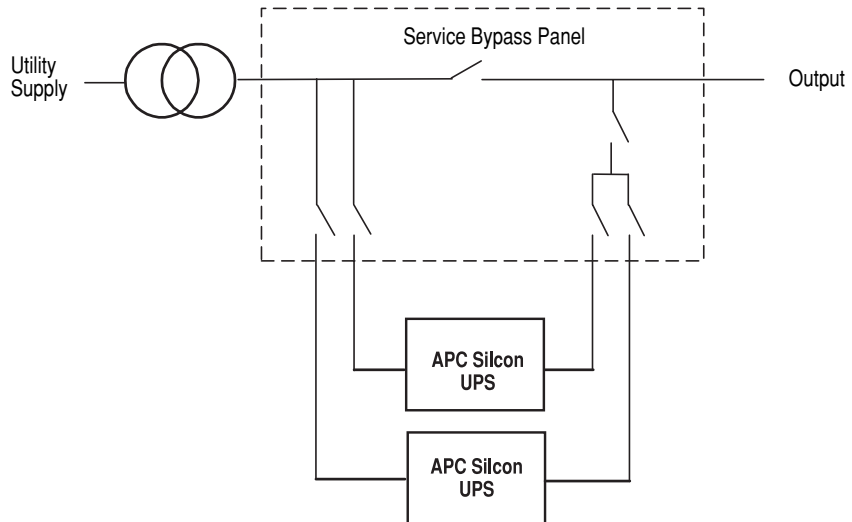 Service Bypass Panel
Utility
Supply
Output
APC Silcon
UPS
APC Silcon
UPS